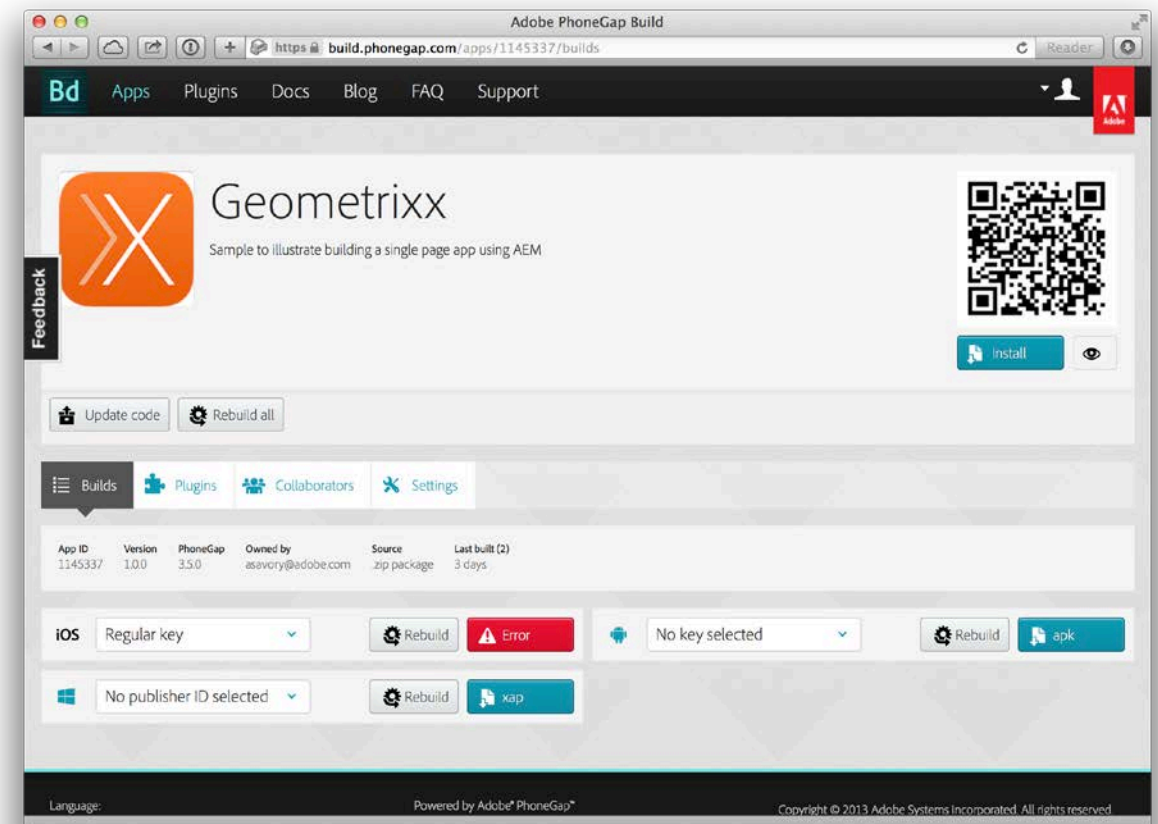 Adobe PhoneGap Build
https build.phonegap.com/apps/1145337/builds
Reader
Bd Apps Plugins Docs Blog FAQ Support
Adobe
Geometrixx
Sample to illustrate building a single page app using AEM
Feedback
Install
Update code Rebuild all
Builds Plugins Collaborators Settings
App ID Version PhoneGap Owned by Source Last built (2)
1145337 1.0.0 3.5.0 asavory@adobe.com .zip package 3 days
iOS Regular key Rebuild Error No key selected Rebuild apk
No publisher ID selected Rebuild xap
Language: Powered by Adobe® PhoneGap™ Copyright © 2013 Adobe Systems Incorporated. All rights reserved